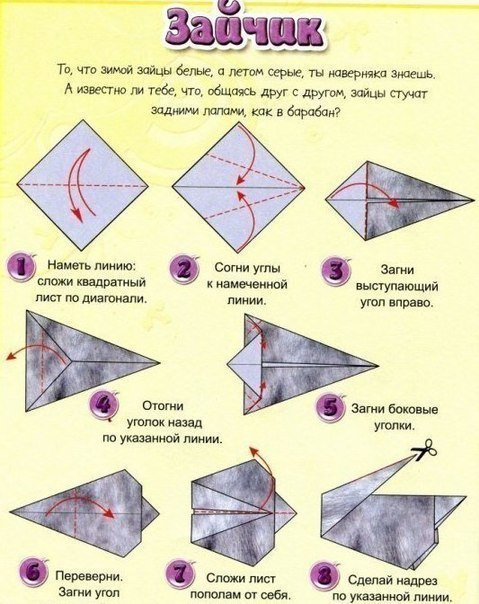 Зайчик
То, что зимой зайцы белые, а летом серые, ты наверняка знаешь.
А известно ли тебе, что, общаясь друг с другом, зайцы стучат
задними лапами, как в барабан?
1 Наметь линию:
сложи квадратный
лист по диагонали.
2 Согни углы
к намеченной
линии.
3 Загни
выступающий
угол вправо.
4 Отогни
уголок назад
по указанной линии.
5 Загни боковые
уголки.
6 Переверни.
Загни угол
7 Сложи лист
пополам от себя.
8 Сделай надрез
по указанной линии.